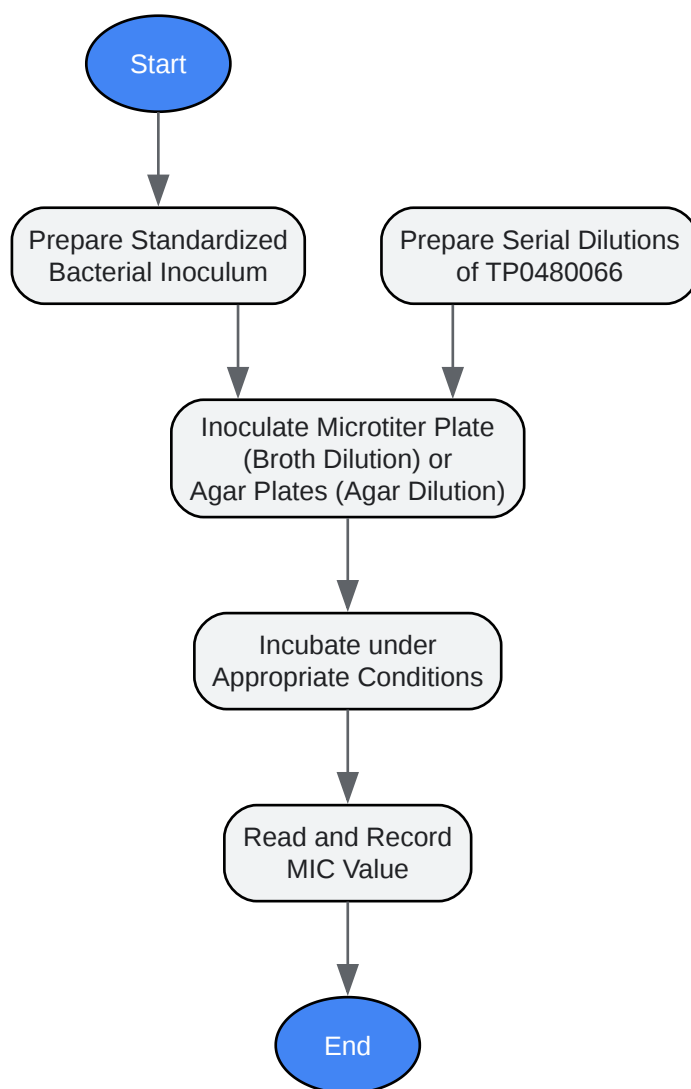 Start
Prepare Standardized
Bacterial Inoculum
Prepare Serial Dilutions
of TP0480066
Inoculate Microtiter Plate
(Broth Dilution) or
Agar Plates (Agar Dilution)
Incubate under
Appropriate Conditions
Read and Record
MIC Value
End